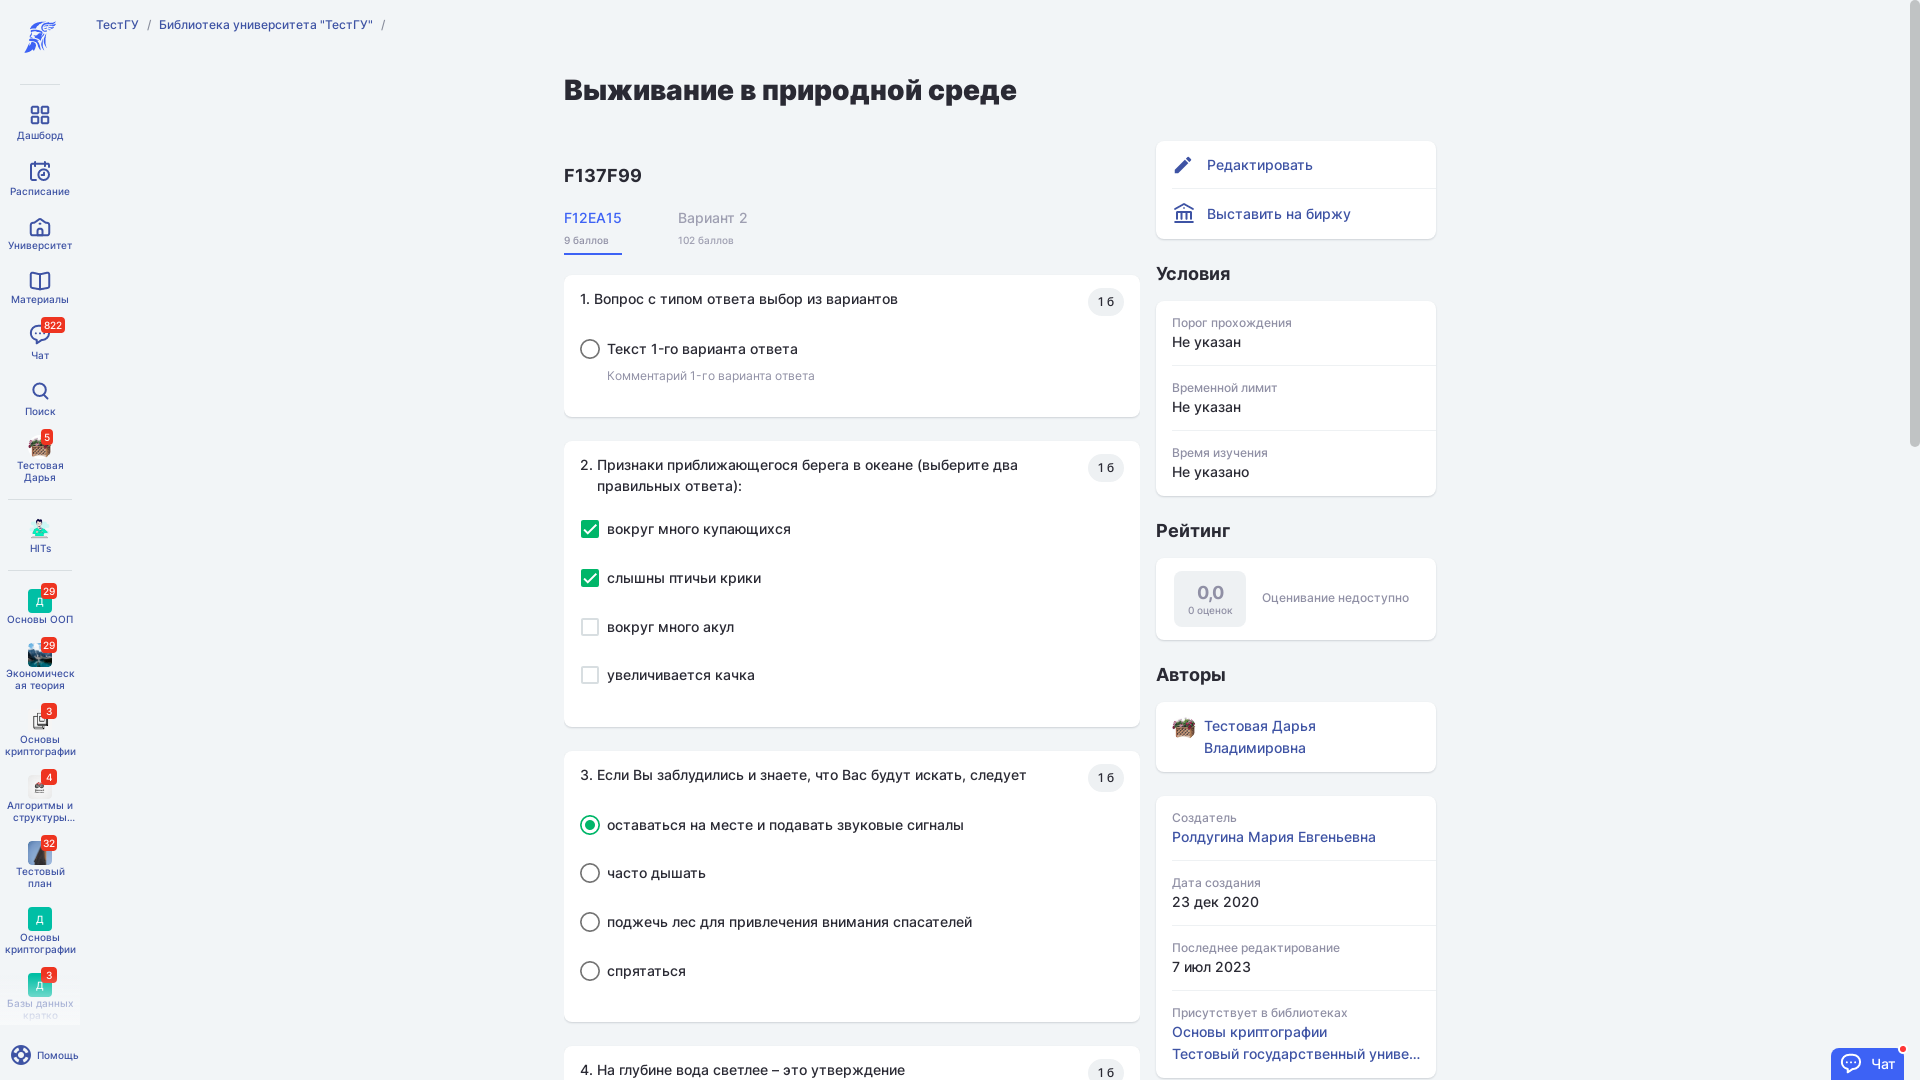 ТестГУ / Библиотека университета "ТестГУ" /
Дашборд
Расписание
Университет
Материалы
822
Чат
Поиск
5
Тестовая
Дарья
HITs
29
Д
Основы ООП
29
Экономическ
ая теория
3
Основы
криптографии
4
Алгоритмы и
структуры...
32
Тестовый
план
Д
Основы
криптографии
3
Д
Базы данных
кратко
Помощь
Выживание в природной среде
F137F99
F12EA15
9 баллов
Вариант 2
102 баллов
1. Вопрос с типом ответа выбор из вариантов
1 б
Текст 1-го варианта ответа
Комментарий 1-го варианта ответа
2. Признаки приближающегося берега в океане (выберите два
правильных ответа):
1 б
вокруг много купающихся
слышны птичьи крики
вокруг много акул
увеличивается качка
3. Если Вы заблудились и знаете, что Вас будут искать, следует
1 б
оставаться на месте и подавать звуковые сигналы
часто дышать
поджечь лес для привлечения внимания спасателей
спрятаться
4. На глубине вода светлее – это утверждение
1 б
Редактировать
Выставить на биржу
Условия
Порог прохождения
Не указан
Временной лимит
Не указан
Время изучения
Не указано
Рейтинг
0,0
0 оценок
Оценивание недоступно
Авторы
Тестовая Дарья
Владимировна
Создатель
Ролдугина Мария Евгеньевна
Дата создания
23 дек 2020
Последнее редактирование
7 июл 2023
Присутствует в библиотеках
Основы криптографии
Тестовый государственный униве...
Чат